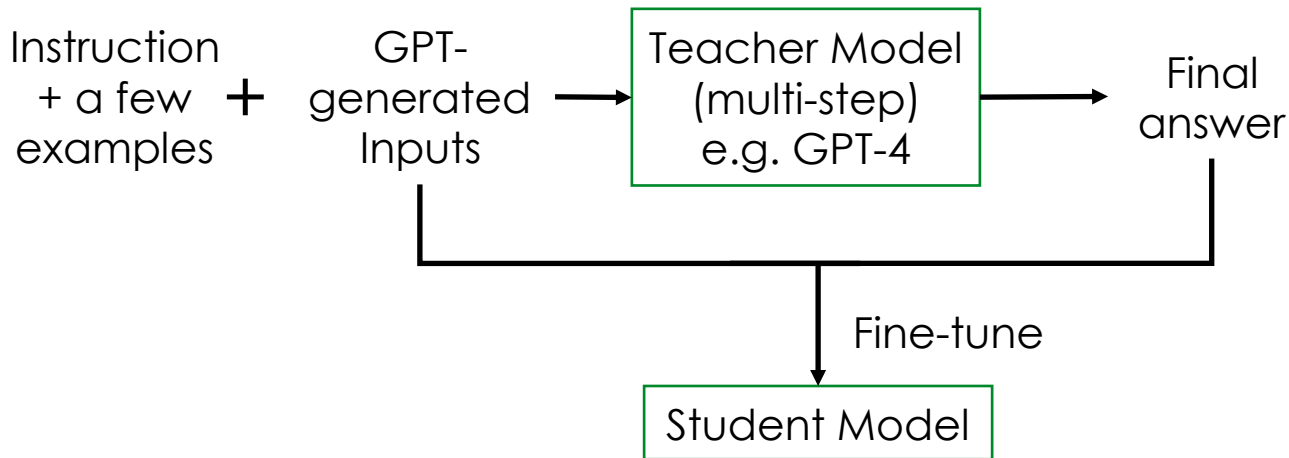 Instruction
+ a few
examples
+
GPT-
generated
Inputs
Teacher Model
(multi-step)
e.g. GPT-4
Final
answer
Fine-tune
Student Model